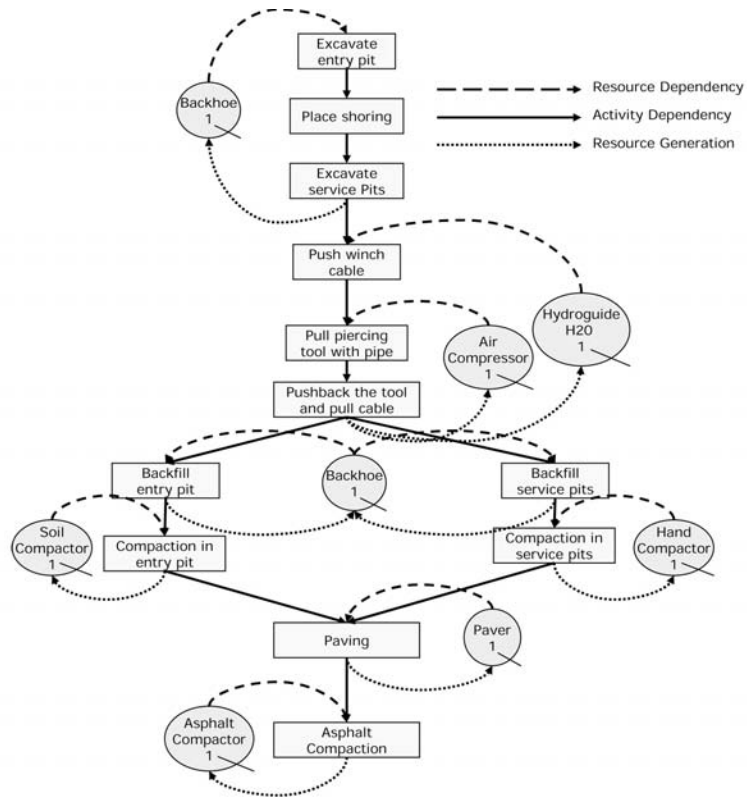 Excavate
entry pit
Backhoe
1
Resource Dependency
Place shoring
Activity Dependency
Resource Generation
Excavate
service Pits
Push winch
cable
Hydroguide
H20
1
Pull piercing
tool with pipe
Air
Compressor
1
Pushback the tool
and pull cable
Backfill
entry pit
Backhoe
1
Backfill
service pits
Soil
Compactor
1
Compaction in
entry pit
Compaction in
service pits
Hand
Compactor
1
Paving
Paver
1
Asphalt
Compactor
1
Asphalt
Compaction